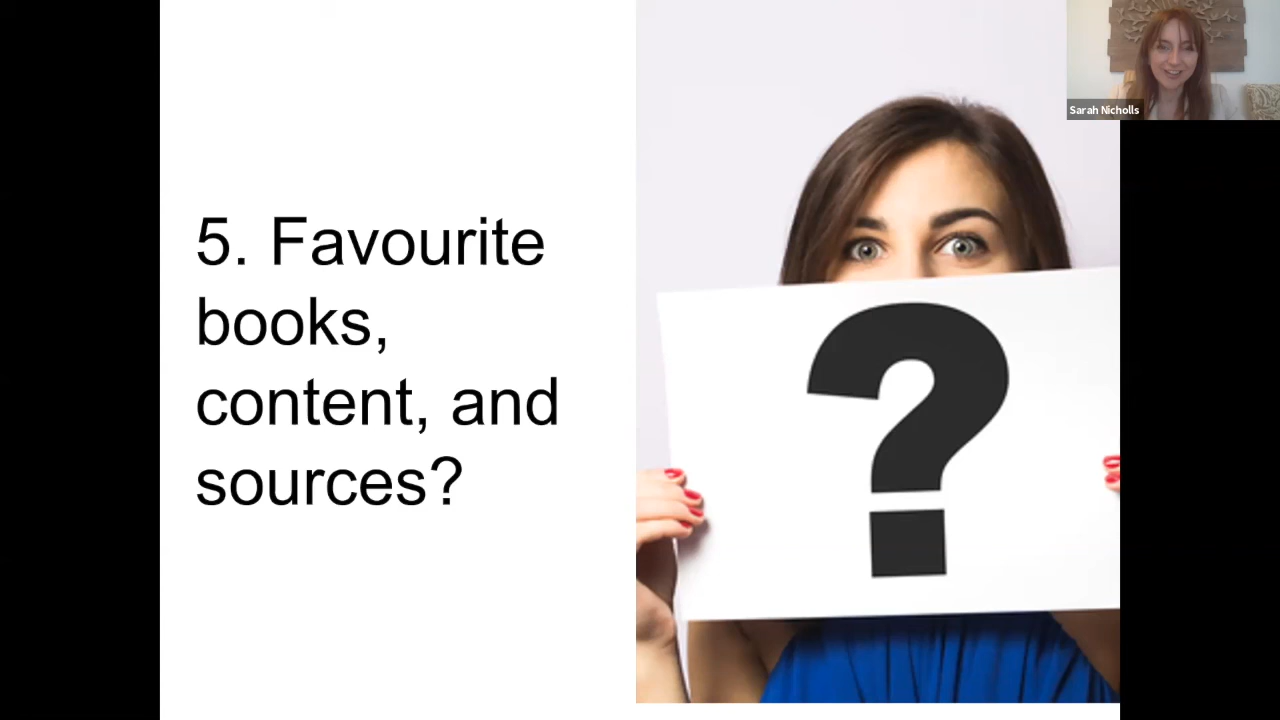 5. Favourite
books,
content, and
sources?
?
Sarah Nicholls